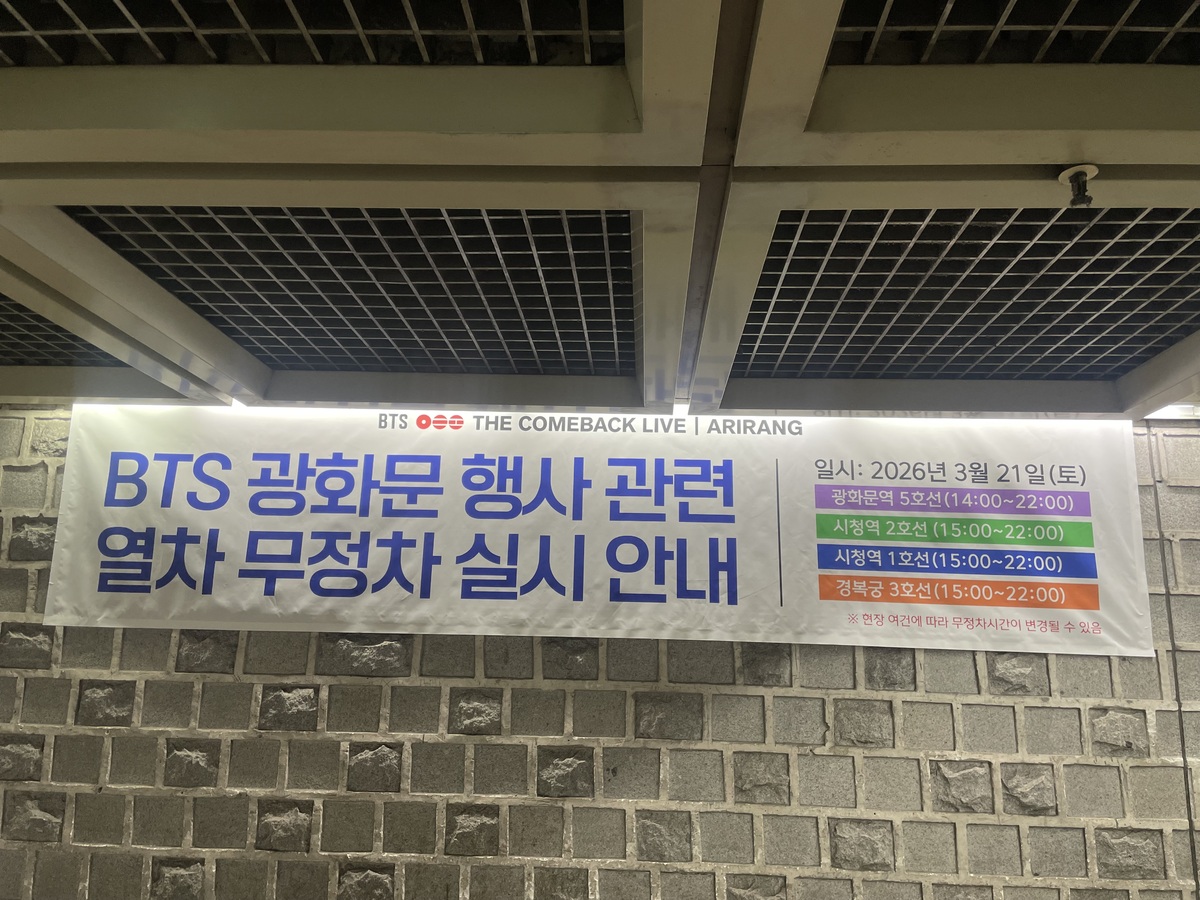 BTS THE COMEBACK LIVE | ARIRANG
BTS 광화문 행사 관련
열차 무정차 실시 안내
일시: 2026년 3월 21일(토)
광화문역 5호선(14:00~22:00)
시청역 2호선(15:00~22:00)
시청역 1호선(15:00~22:00)
경복궁 3호선(15:00~22:00)
※ 현장 여건에 따라 무정차시간이 변경될 수 있음